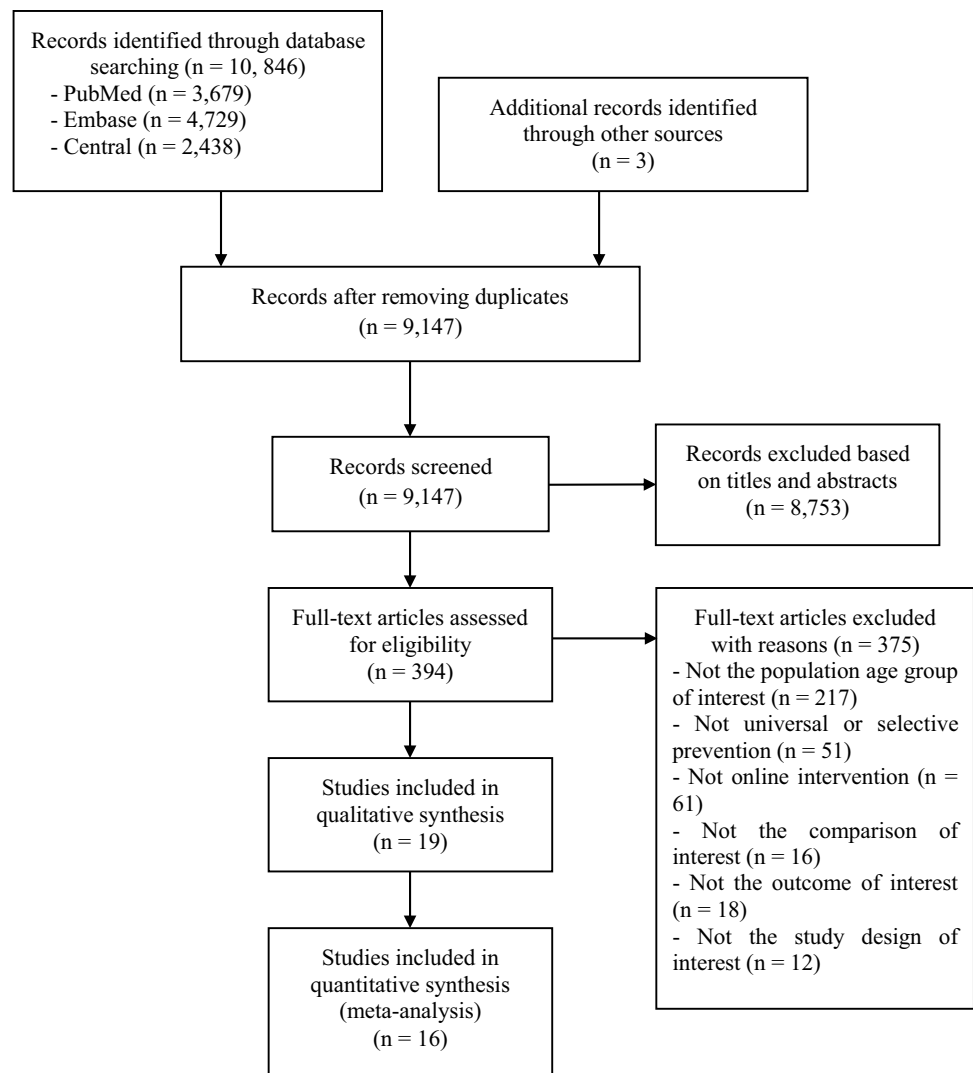 Records identified through database
searching (n = 10, 846)
- PubMed (n = 3,679)
- Embase (n = 4,729)
- Central (n = 2,438)
Additional records identified
through other sources
(n = 3)
Records after removing duplicates
(n = 9,147)
Records screened
(n = 9,147)
Records excluded based
on titles and abstracts
(n = 8,753)
Full-text articles assessed
for eligibility
(n = 394)
Full-text articles excluded
with reasons (n = 375)
- Not the population age group
of interest (n = 217)
- Not universal or selective
prevention (n = 51)
- Not online intervention (n =
61)
- Not the comparison of
interest (n = 16)
- Not the outcome of interest
(n = 18)
- Not the study design of
interest (n = 12)
Studies included in
qualitative synthesis
(n = 19)
Studies included in
quantitative synthesis
(meta-analysis)
(n = 16)